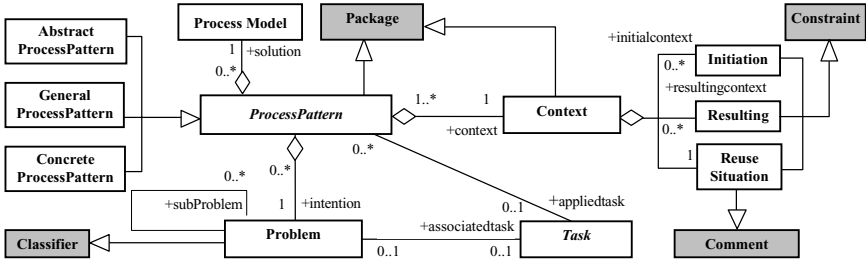 Abstract
ProcessPattern
Process Model
Package
Constraint
1
+solution
0..*
+initialcontext
Initiation
0..*
General
ProcessPattern
ProcessPattern
1..*
1
+context
Context
+resultingcontext
Resulting
0..*
Concrete
ProcessPattern
0..*
0..*
1
Reuse
Situation
0..*
+subProblem
1
+intention
0..1
+appliedtask
Classifier
Problem
+associatedtask
0..1
0..1
Task
Comment